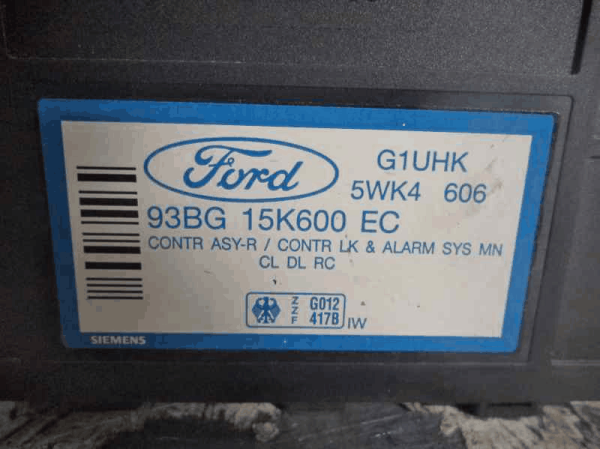 Ford
G1UHK
5WK4 606
93BG 15K600 EC
CONTR ASY-R / CONTR LK & ALARM SYS MN
CL DL RC
ZZF G012
417B IW
SIEMENS